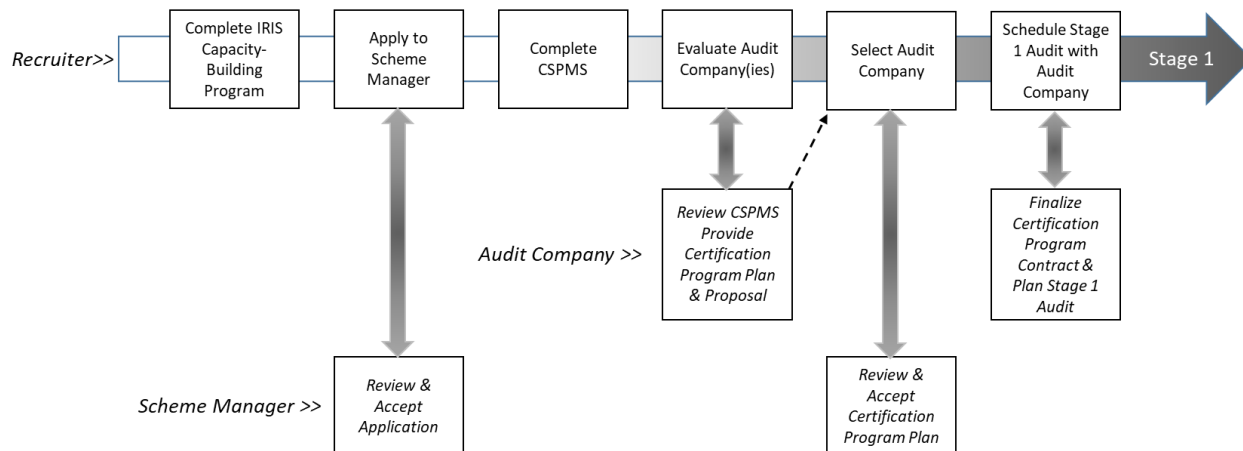 Recruiter>>
Complete IRIS
Capacity-
Building
Program
Apply to
Scheme
Manager
Complete
CSPMS
Evaluate Audit
Company(ies)
Select Audit
Company
Schedule Stage
1 Audit with
Audit
Company
Stage 1
Audit Company >>
Review CSPMS
Provide
Certification
Program Plan
& Proposal
Finalize
Certification
Program
Contract &
Plan Stage 1
Audit
Scheme Manager >>
Review &
Accept
Application
Review &
Accept
Certification
Program Plan